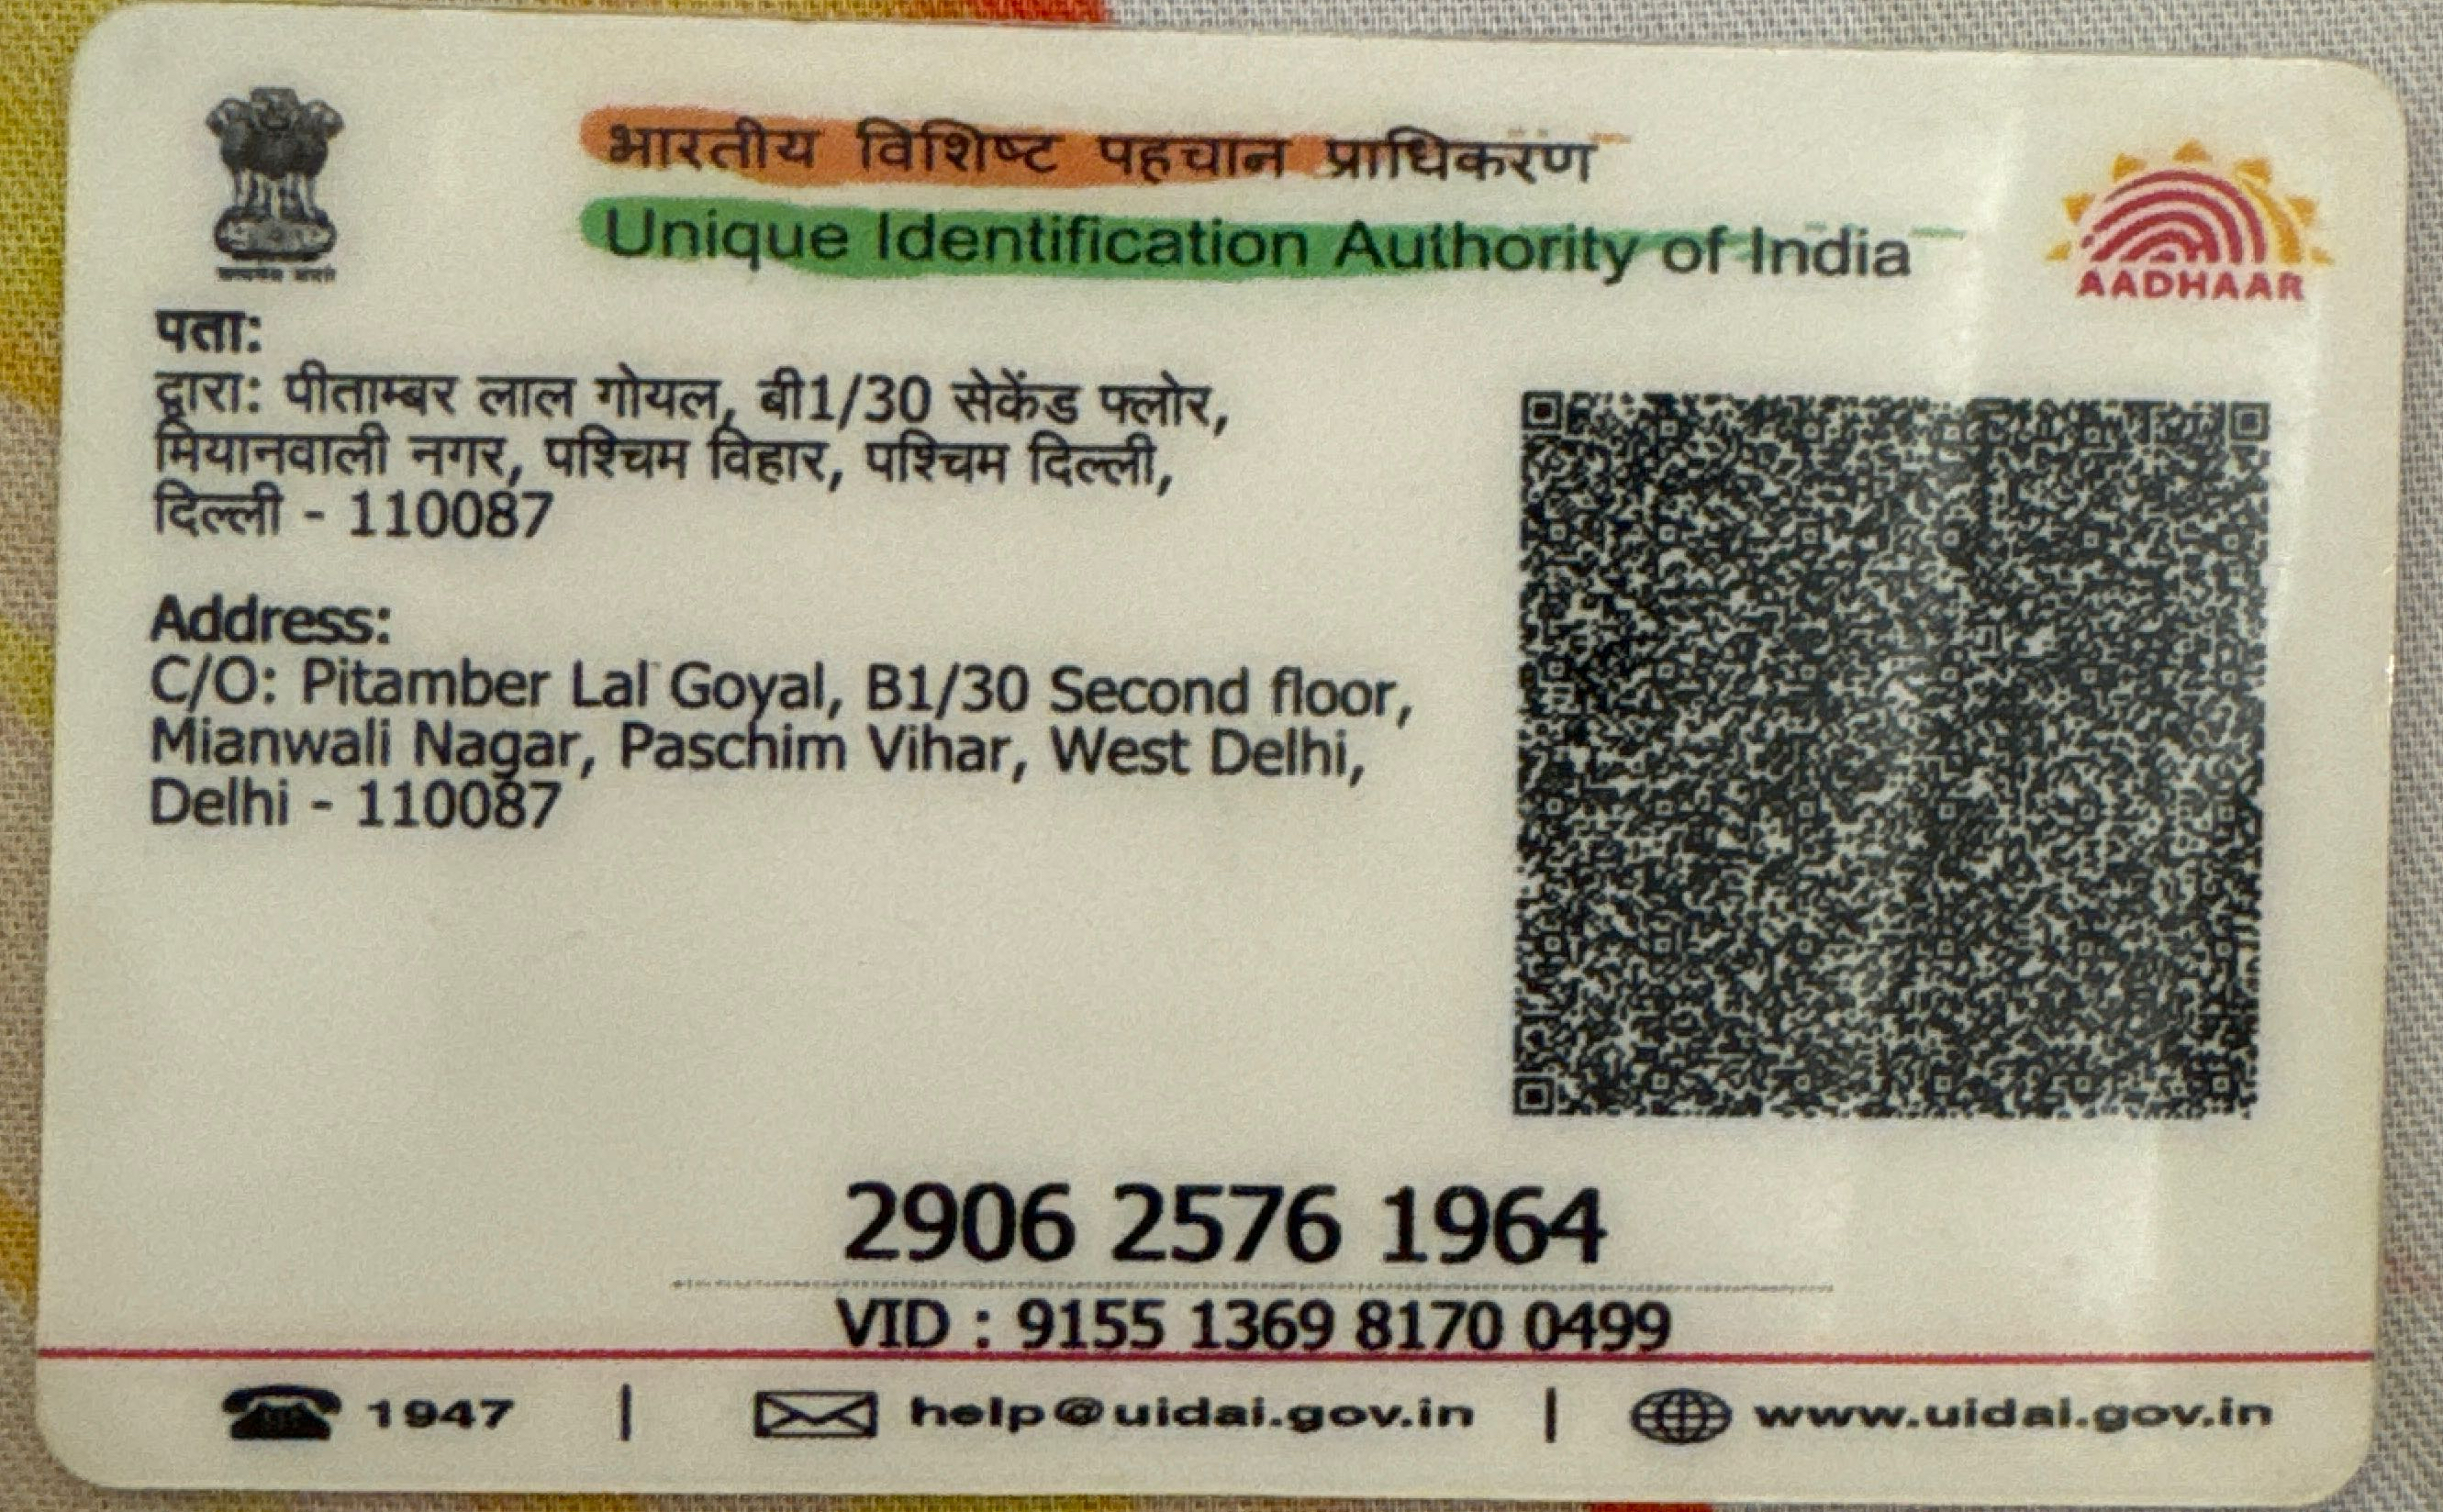 भारतीय विशिष्ट पहचान प्राधिकरण
Unique Identification Authority of India
AADHAAR
पता:
द्वारा: पीताम्बर लाल गोयल, बी1/30 सेकेंड फ्लोर,
मियानवाली नगर, पश्चिम विहार, पश्चिम दिल्ली,
दिल्ली - 110087
Address:
C/O: Pitamber Lal Goyal, B1/30 Second floor,
Mianwali Nagar, Paschim Vihar, West Delhi,
Delhi - 110087
2906 2576 1964
VID : 9155 1369 8170 0499
1947 | help@uidai.gov.in | www.uidai.gov.in